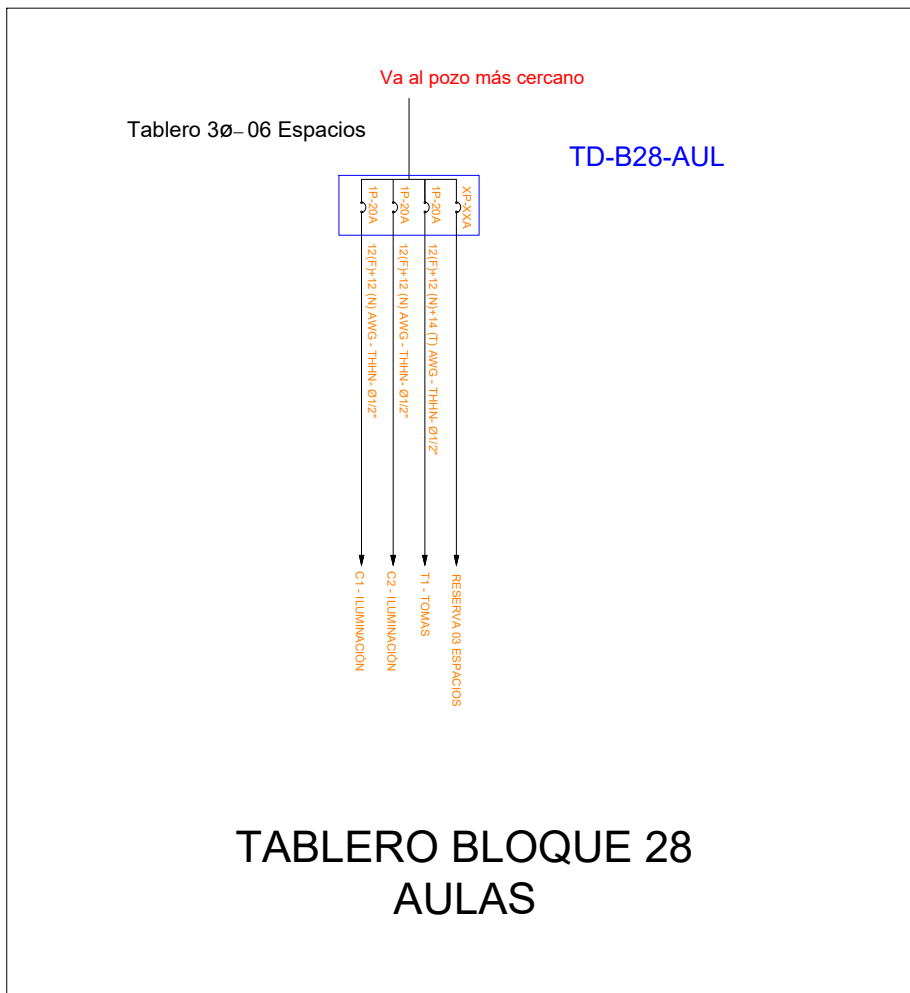 Va al pozo más cercano
Tablero 3ø– 06 Espacios
TD-B28-AUL
1P-20A
1P-20A
1P-20A
XP-XXA
12(F)+12 (N) AWG - THHN- Ø1/2"
12(F)+12 (N) AWG - THHN- Ø1/2"
12(F)+12 (N)+14 (T) AWG - THHN- Ø1/2"
C1 - ILUMINACIÓN
C2 - ILUMINACIÓN
T1 - TOMAS
RESERVA 03 ESPACIOS
TABLERO BLOQUE 28
AULAS